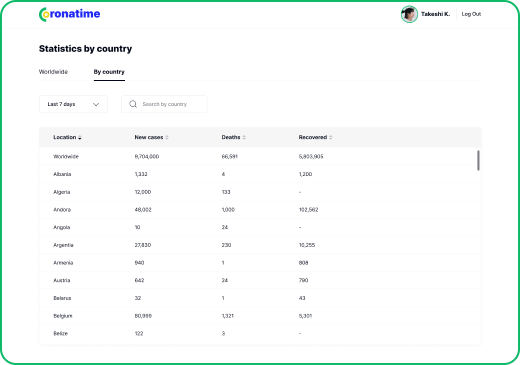 oronatime
Takeshi K.
Log Out
Statistics by country
Worldwide By country
Last 7 days
Search by country
Location New cases Deaths Recovered
Worldwide 9,704,000 66,591 5,803,905
Albania 1,332 4 1,200
Algeria 12,000 133 -
Andora 48,002 1,000 102,562
Angola 10 24 -
Argentia 27,830 230 10,255
Armenia 940 1 808
Austria 642 24 790
Belarus 32 1 43
Belgium 80,999 1,321 5,301
Belize 122 3 -